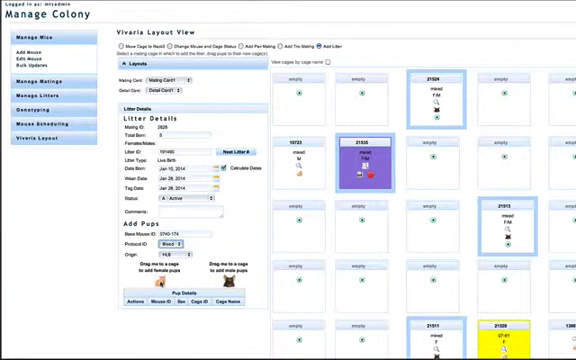 Logged in as: mtsadmin
Manage Colony
Manage Mice
Add Mouse
Edit Mouse
Bulk Updates
Manage Matings
Manage Litters
Genotyping
Mouse Scheduling
Vivaria Layout
Vivaria Layout View
Move Cage to Rack
Change Mouse and Cage Status
Add Pair Mating
Add Trio Mating
Add Litter
Select a mating cage in which to add the litter, drag pups to their new cage(s).
View cages by cage name
Layouts
Mating Card: Mating Card1
Detail Card: Detail Card1
Litter Details
Litter Details
Mating ID: 2828
Total Born: 5
Females/Males:
Litter ID: 191490 Next Litter #
Litter Type: Live Birth
Date Born: Jan 10, 2014 Calculate Dates
Wean Date: Jan 28, 2014
Tag Date: Jan 28, 2014
Status: A | Active
Comments:
Add Pups
Base Mouse ID: 0740-174
Protocol ID: Breed
Origin: HLB
Drag me to a cage to add female pups
Drag me to a cage to add male pups
Pup Details
Actions Mouse ID Sex Cage ID Cage Name
empty empty 21524 empty empty
mixed
F/M
19723 21535 empty empty empty
mixed mixed
M F/M
empty empty empty 21513 empty
mixed
F/M
empty empty empty empty empty
empty empty 21511 21528
mixed 07-81
F F